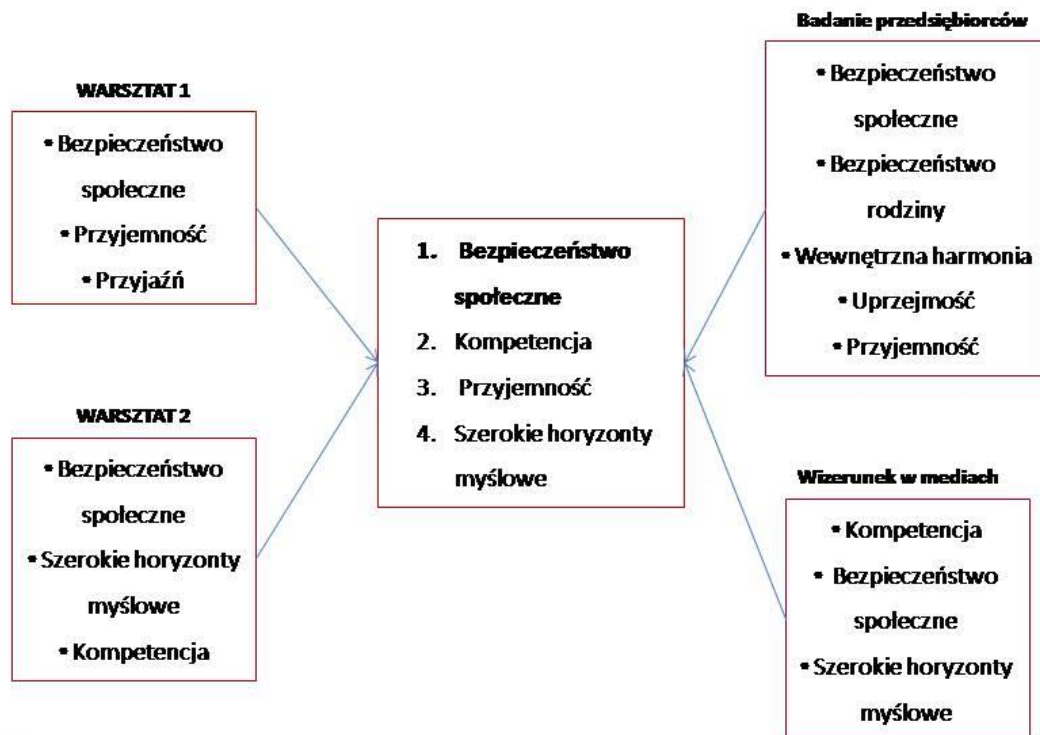 WARSZTAT 1
• Bezpieczeństwo
społeczne
• Przyjemność
• Przyjaźń
WARSZTAT 2
• Bezpieczeństwo
społeczne
• Szerokie horyzonty
myślowe
• Kompetencja
1. Bezpieczeństwo
społeczne
2. Kompetencja
3. Przyjemność
4. Szerokie horyzonty
myślowe
Badanie przedsiębiorców
• Bezpieczeństwo
społeczne
• Bezpieczeństwo
rodziny
• Wewnętrzna harmonia
• Uprzejmość
• Przyjemność
Wizerunek w mediach
• Kompetencja
• Bezpieczeństwo
społeczne
• Szerokie horyzonty
myślowe